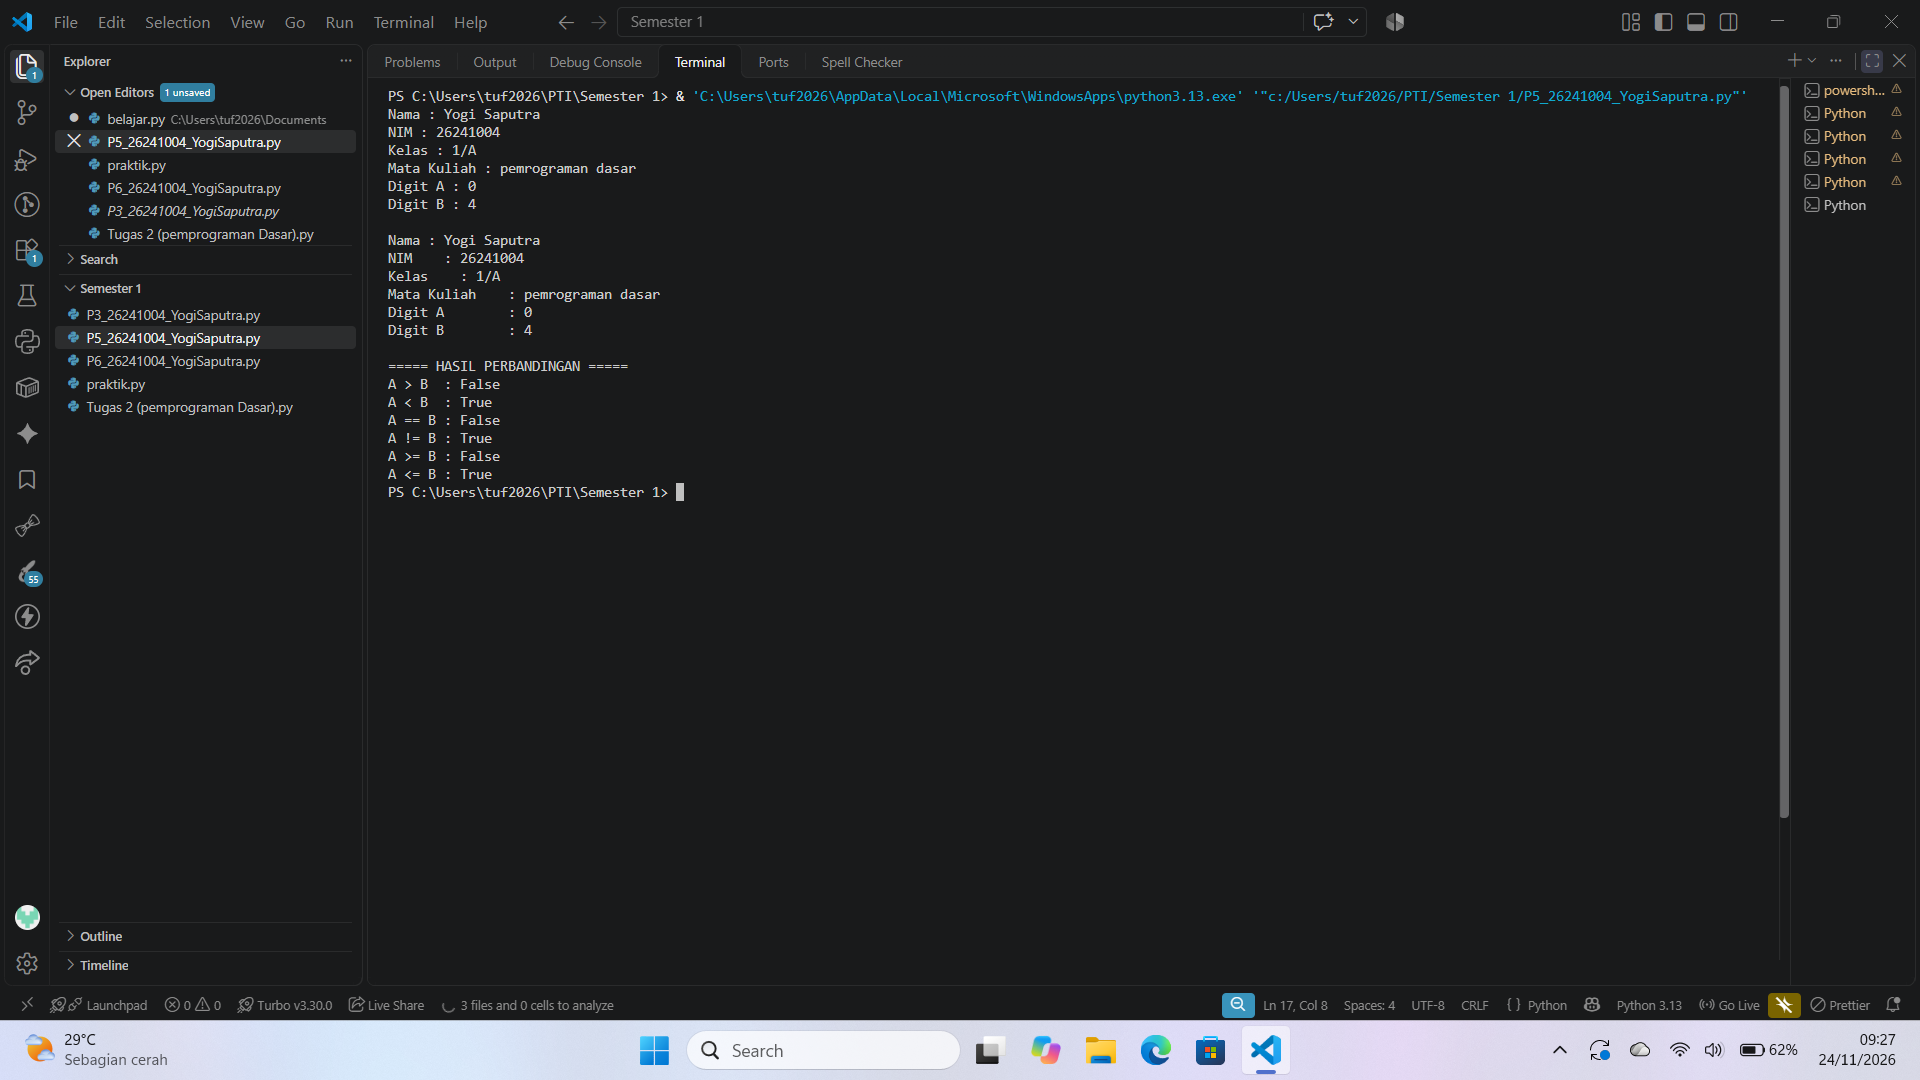 File Edit Selection View Go Run Terminal Help
Semester 1
Explorer
Open Editors 1 unsaved
belajar.py C:\Users\tuf2026\Documents
P5_26241004_YogiSaputra.py
praktik.py
P6_26241004_YogiSaputra.py
P3_26241004_YogiSaputra.py
Tugas 2 (pemprograman Dasar).py
Search
Semester 1
P3_26241004_YogiSaputra.py
P5_26241004_YogiSaputra.py
P6_26241004_YogiSaputra.py
praktik.py
Tugas 2 (pemprograman Dasar).py
Outline
Timeline
1
1
55
Problems Output Debug Console Terminal Ports Spell Checker
PS C:\Users\tuf2026\PTI\Semester 1> & 'C:\Users\tuf2026\AppData\Local\Microsoft\WindowsApps\python3.13.exe' '"c:/Users/tuf2026/PTI/Semester 1/P5_26241004_YogiSaputra.py"'
Nama : Yogi Saputra
NIM : 26241004
Kelas : 1/A
Mata Kuliah : pemrograman dasar
Digit A : 0
Digit B : 4
Nama : Yogi Saputra
NIM    : 26241004
Kelas    : 1/A
Mata Kuliah    : pemrograman dasar
Digit A        : 0
Digit B        : 4
===== HASIL PERBANDINGAN =====
A > B  : False
A < B  : True
A == B : False
A != B : True
A >= B : False
A <= B : True
PS C:\Users\tuf2026\PTI\Semester 1>
powersh...
Python
Python
Python
Python
Python
Launchpad 0 0 Turbo v3.30.0 Live Share 3 files and 0 cells to analyze
Ln 17, Col 8 Spaces: 4 UTF-8 CRLF { } Python Python 3.13 Go Live Prettier
29°C
Sebagian cerah
Search
62%
09:27
24/11/2026